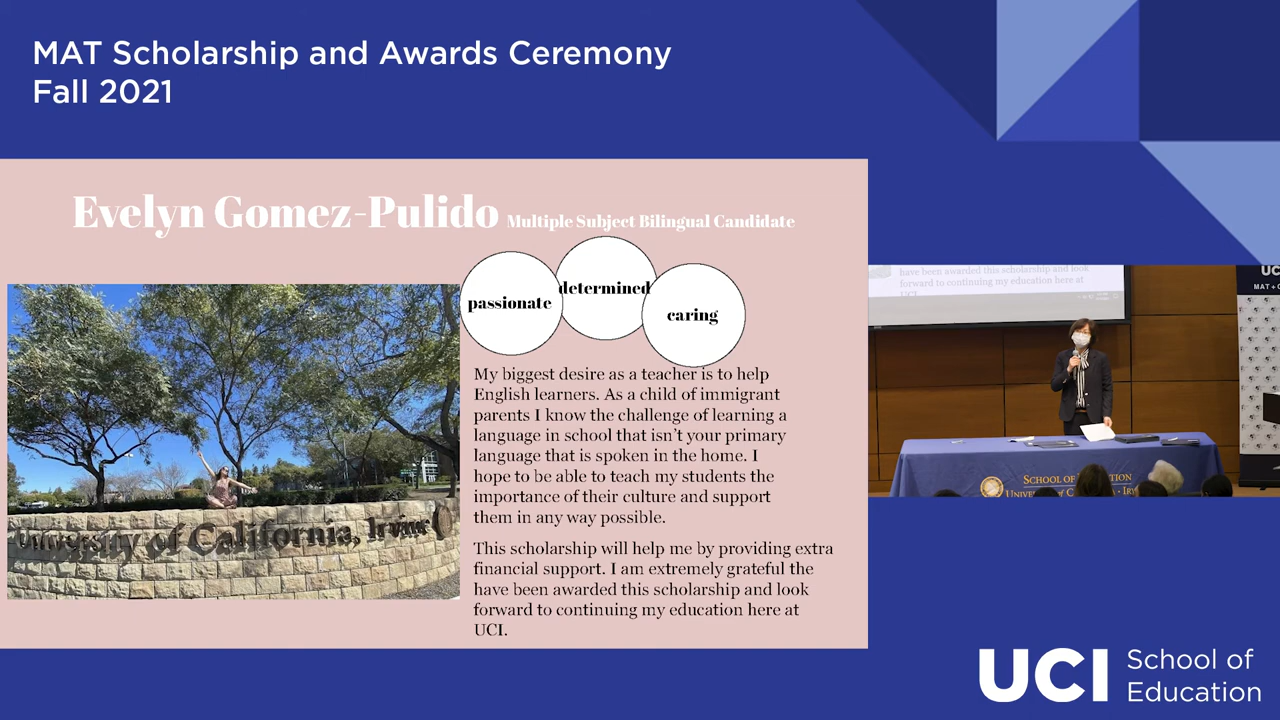 MAT Scholarship and Awards Ceremony
Fall 2021
Evelyn Gomez-Pulido Multiple Subject Bilingual Candidate
passionate
determined
caring
My biggest desire as a teacher is to help
English learners. As a child of immigrant
parents I know the challenge of learning a
language in school that isn't your primary
language that is spoken in the home. I
hope to be able to teach my students the
importance of their culture and support
them in any way possible.
This scholarship will help me by providing extra
financial support. I am extremely grateful the
have been awarded this scholarship and look
forward to continuing my education here at
UCI.
University of California, Irvine
have been awarded this scholarship and look
forward to continuing my education here at
UCI.
UC
MAT + C
SCHOOL OF EDUCATION
UCI School of
Education